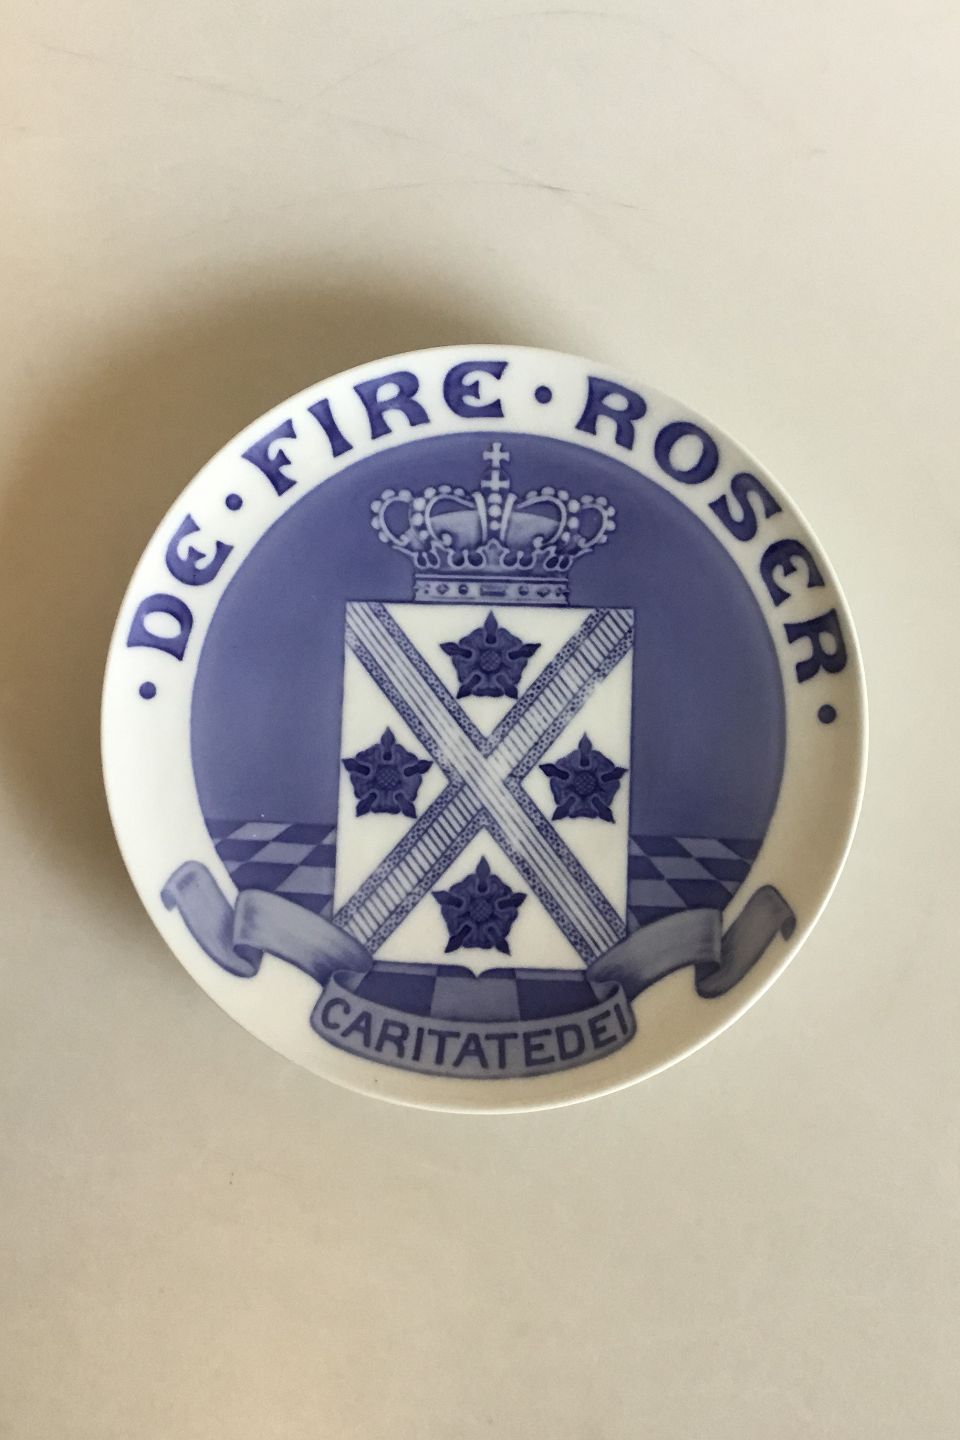 · DE · FIRE · ROSER ·
CARITATEDEI